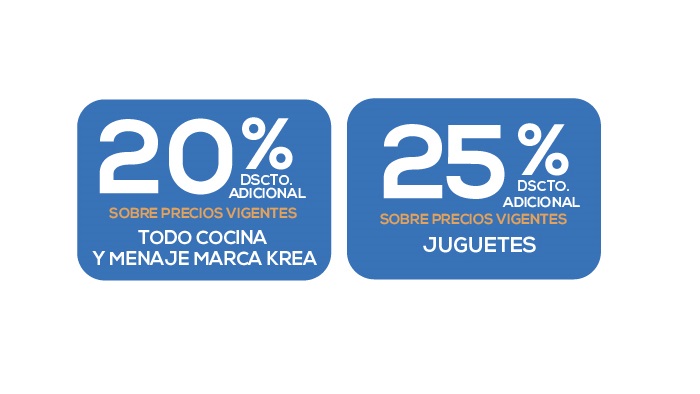 20%
DSCTO.
ADICIONAL
SOBRE PRECIOS VIGENTES
TODO COCINA
Y MENAJE MARCA KREA
25%
DSCTO.
ADICIONAL
SOBRE PRECIOS VIGENTES
JUGUETES